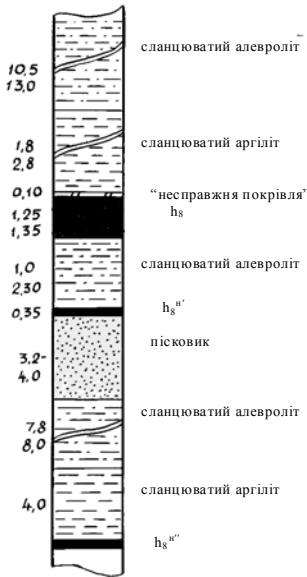 сланцюватий алевроліт
10,5
13,0
сланцюватий аргіліт
1,8
2,8
0,10
“несправжня покрівля”
h8
1,25
1,35
сланцюватий алевроліт
1,0
2,30
h8н′
0,35
пісковик
3,2-
4,0
сланцюватий алевроліт
7,8
8,0
сланцюватий аргіліт
4,0
h8н″